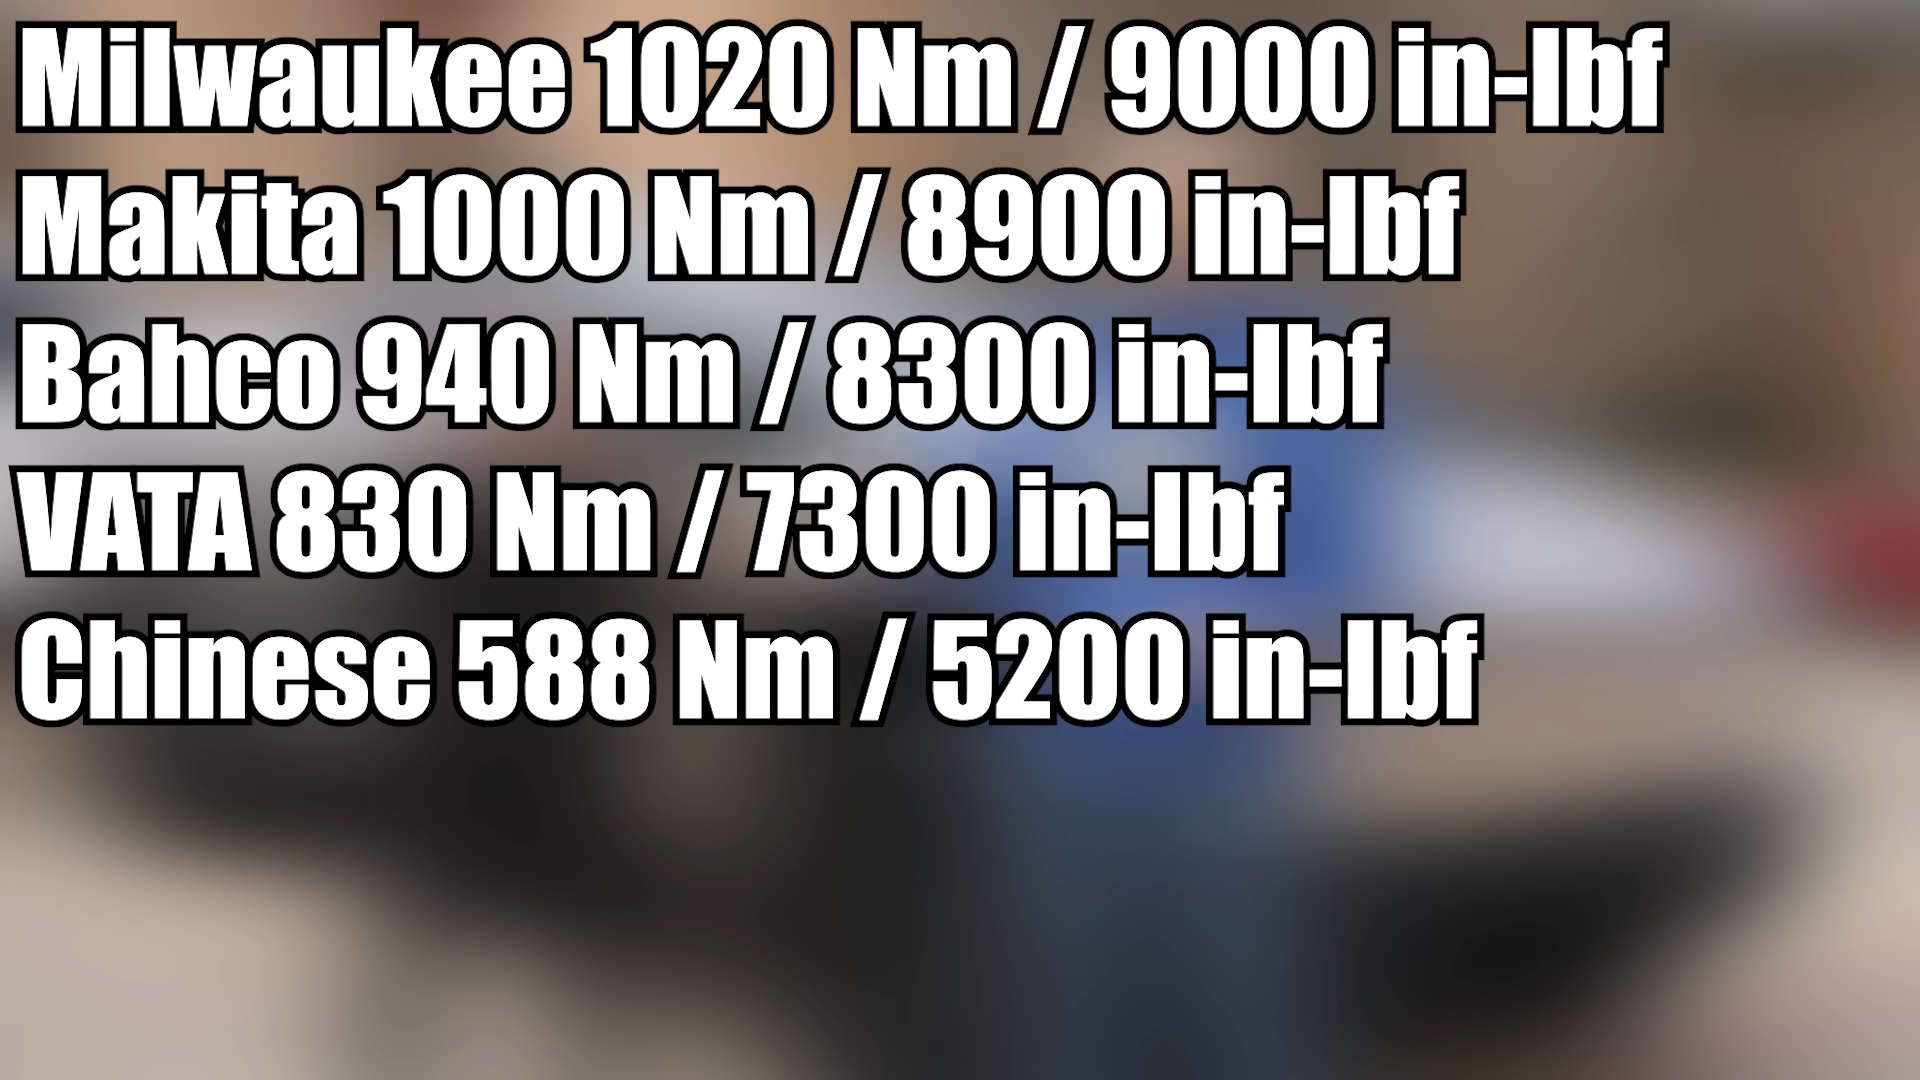 Milwaukee 1020 Nm / 9000 in-lbf
Makita 1000 Nm / 8900 in-lbf
Bahco 940 Nm / 8300 in-lbf
VATA 830 Nm / 7300 in-lbf
Chinese 588 Nm / 5200 in-lbf